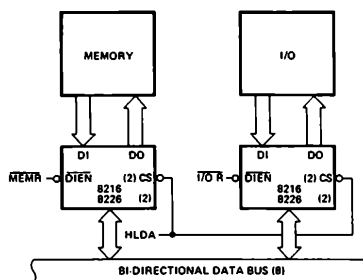 MEMORY
I/O
DI DO
DI DO
MEMR DIEN (2) CS
I/O R DIEN (2) CS
8216
8226 (2)
8216
8226 (2)
HLDA
BI-DIRECTIONAL DATA BUS (8)